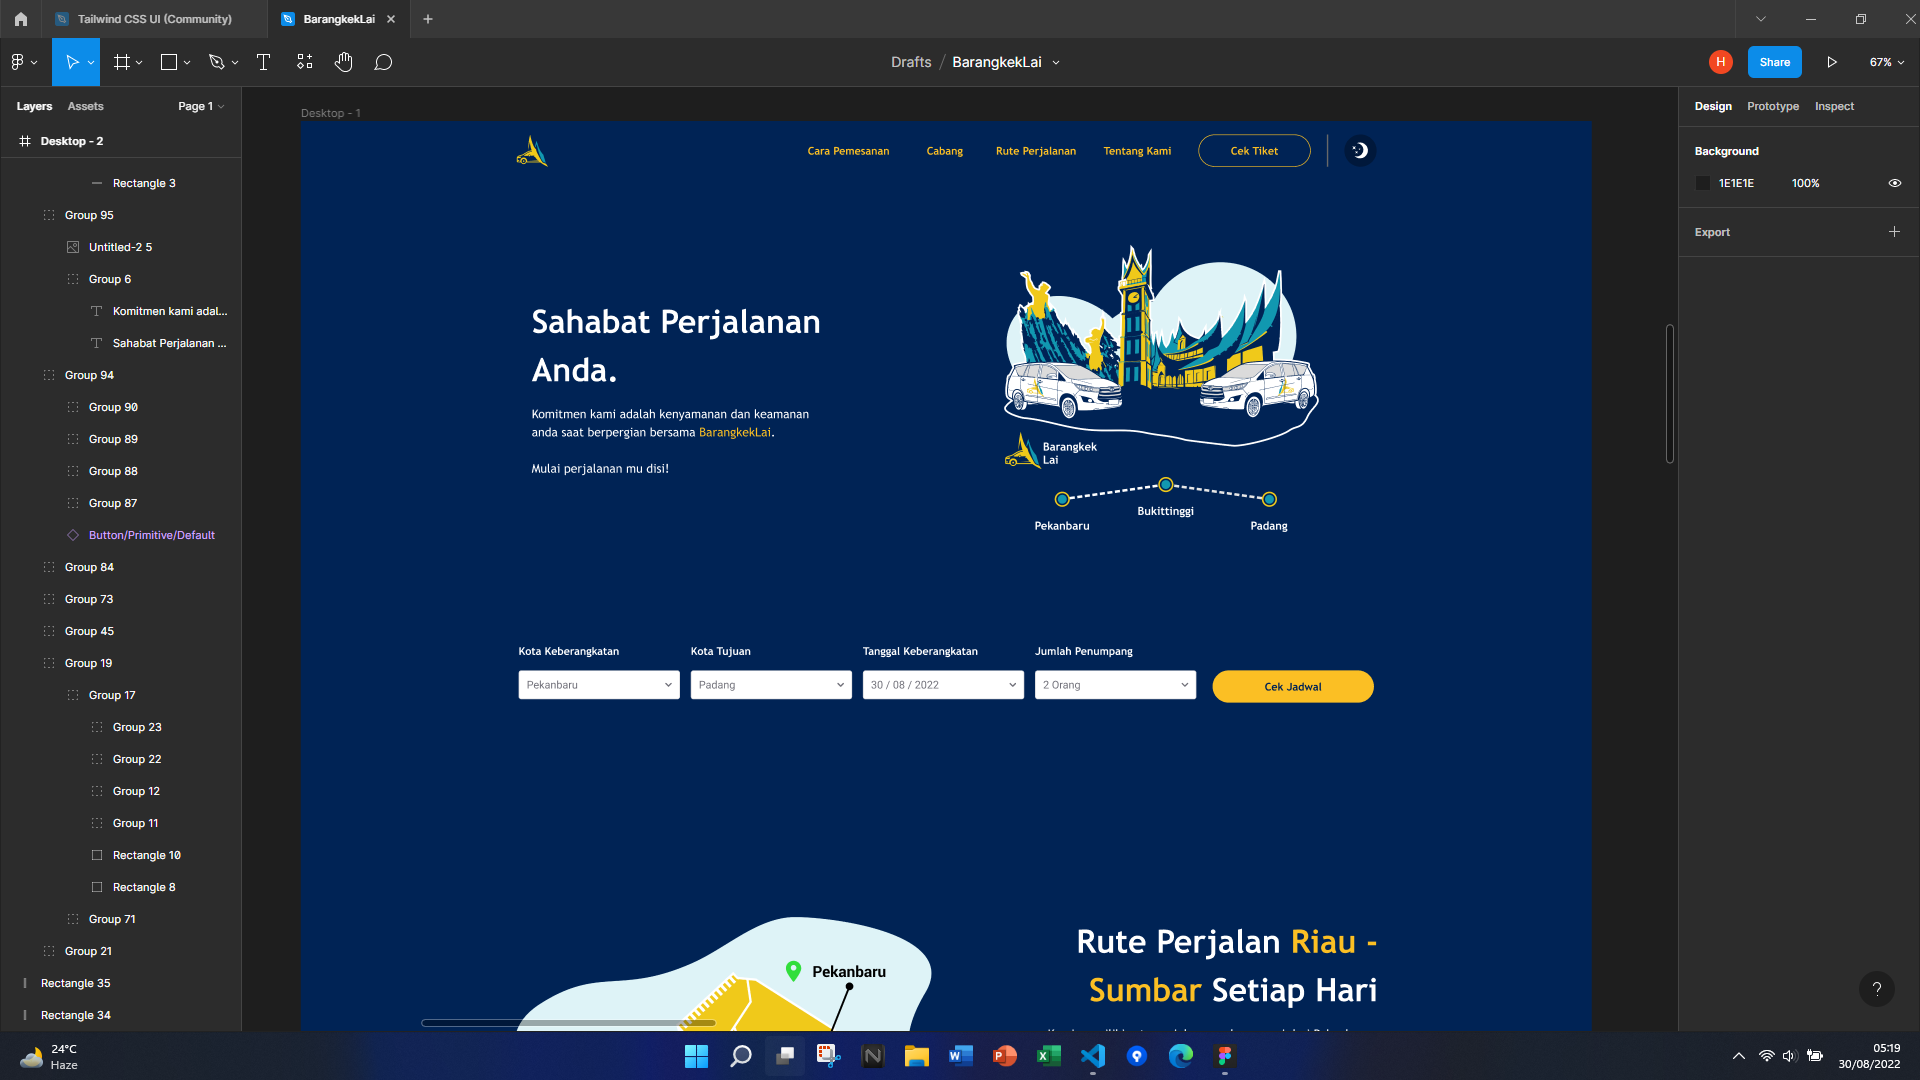 Tailwind CSS UI (Community)
BarangkekLai
Drafts / BarangkekLai
H
Share
67%
Layers
Assets
Page 1
Desktop - 2
Rectangle 3
Group 95
Untitled-2 5
Group 6
Komitmen kami adal...
Sahabat Perjalanan ...
Group 94
Group 90
Group 89
Group 88
Group 87
Button/Primitive/Default
Group 84
Group 73
Group 45
Group 19
Group 17
Group 23
Group 22
Group 12
Group 11
Rectangle 10
Rectangle 8
Group 71
Group 21
Rectangle 35
Rectangle 34
Desktop - 1
Cara Pemesanan
Cabang
Rute Perjalanan
Tentang Kami
Cek Tiket
Sahabat Perjalanan
Anda.
Komitmen kami adalah kenyamanan dan keamanan
anda saat berpergian bersama BarangkekLai.
Mulai perjalanan mu disi!
Barangkek
Lai
Pekanbaru
Bukittinggi
Padang
Kota Keberangkatan
Kota Tujuan
Tanggal Keberangkatan
Jumlah Penumpang
Pekanbaru
Padang
30 / 08 / 2022
2 Orang
Cek Jadwal
Pekanbaru
Rute Perjalan Riau -
Sumbar Setiap Hari
Design
Prototype
Inspect
Background
1E1E1E
100%
Export
?
24°C
Haze
05:19
30/08/2022